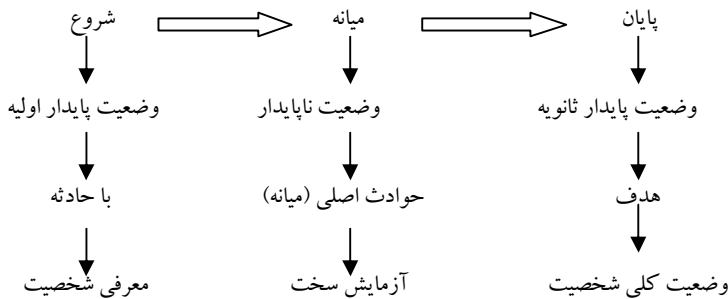 شروع میانه پایان
وضعیت پایدار اولیه وضعیت ناپایدار وضعیت پایدار ثانویه
با حادثه حوادث اصلی (میانه) هدف
معرفی شخصیت آزمایش سخت وضعیت کلی شخصیت